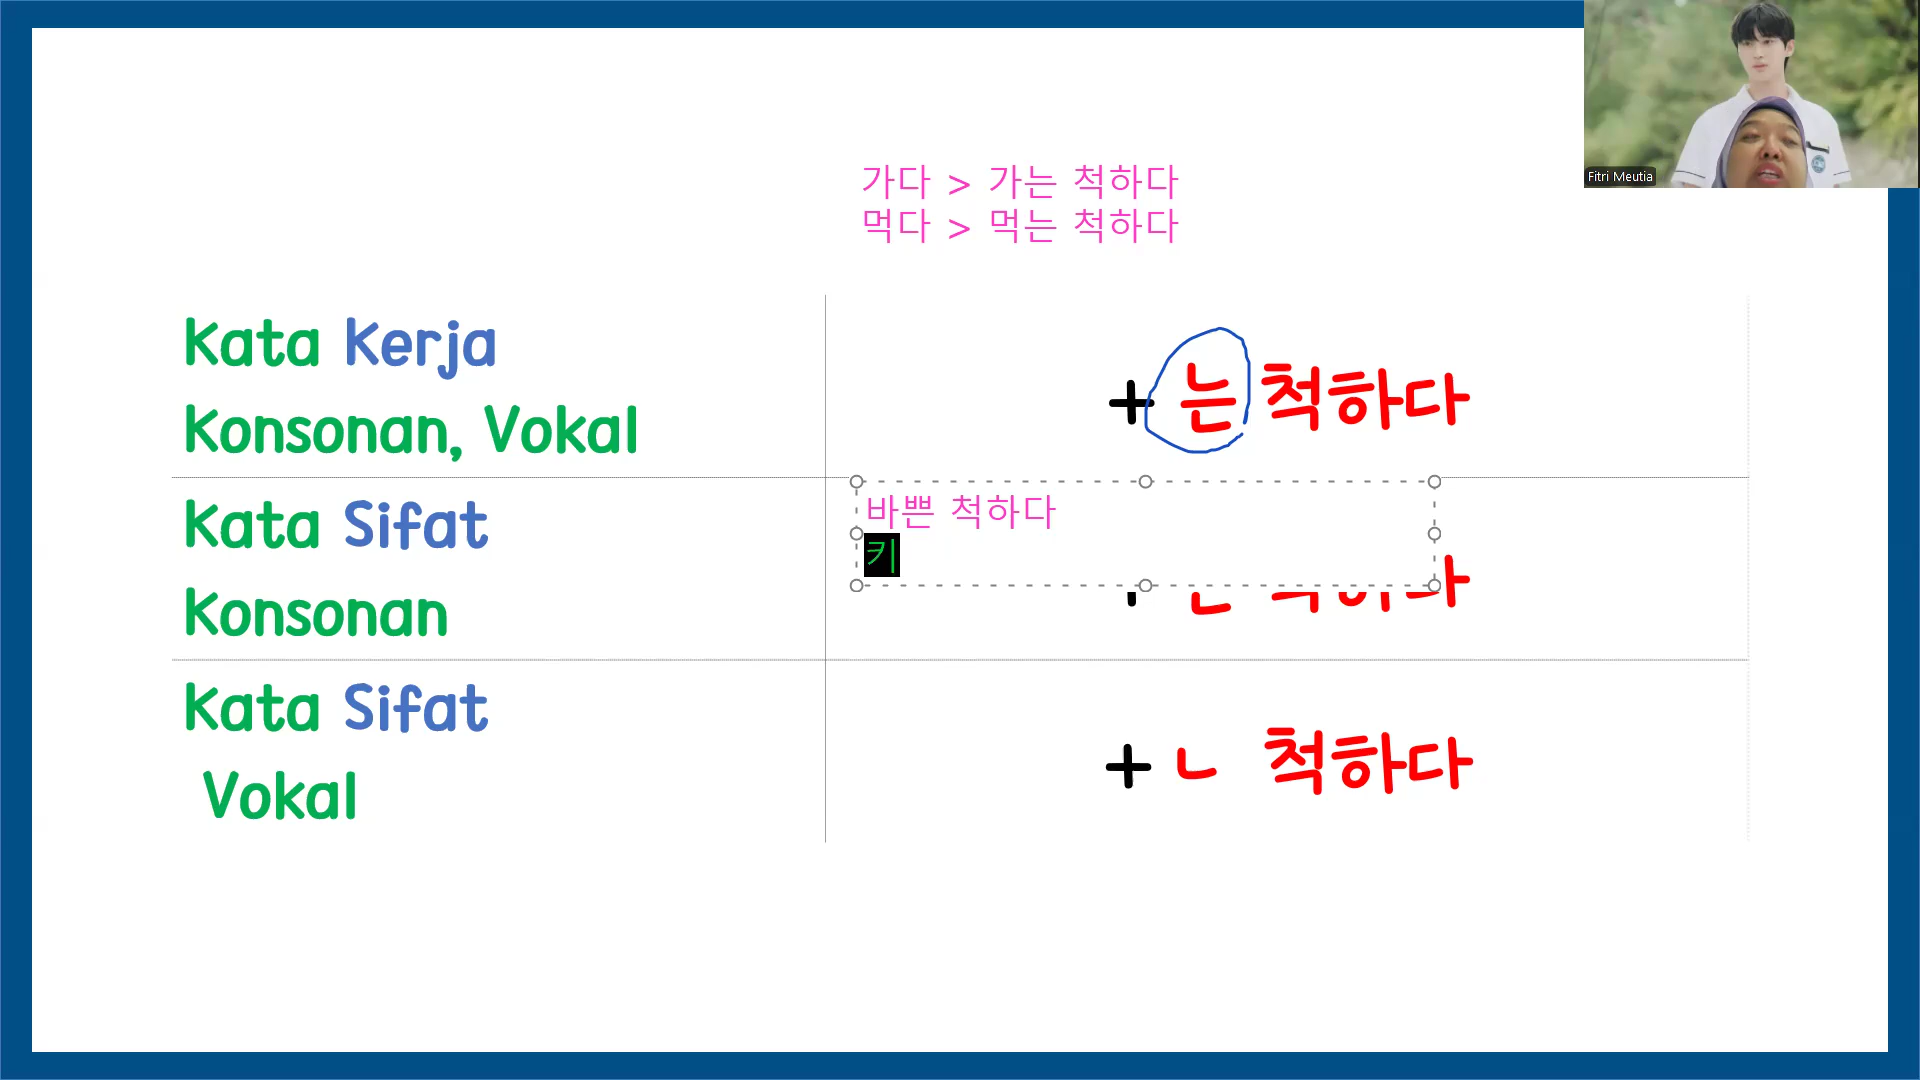 Fitri Meutia
가다 > 가는 척하다
먹다 > 먹는 척하다
Kata Kerja
Konsonan, Vokal
+ 는 척하다
바쁜 척하다
키
Kata Sifat
Konsonan
Kata Sifat
Vokal
+ ㄴ 척하다